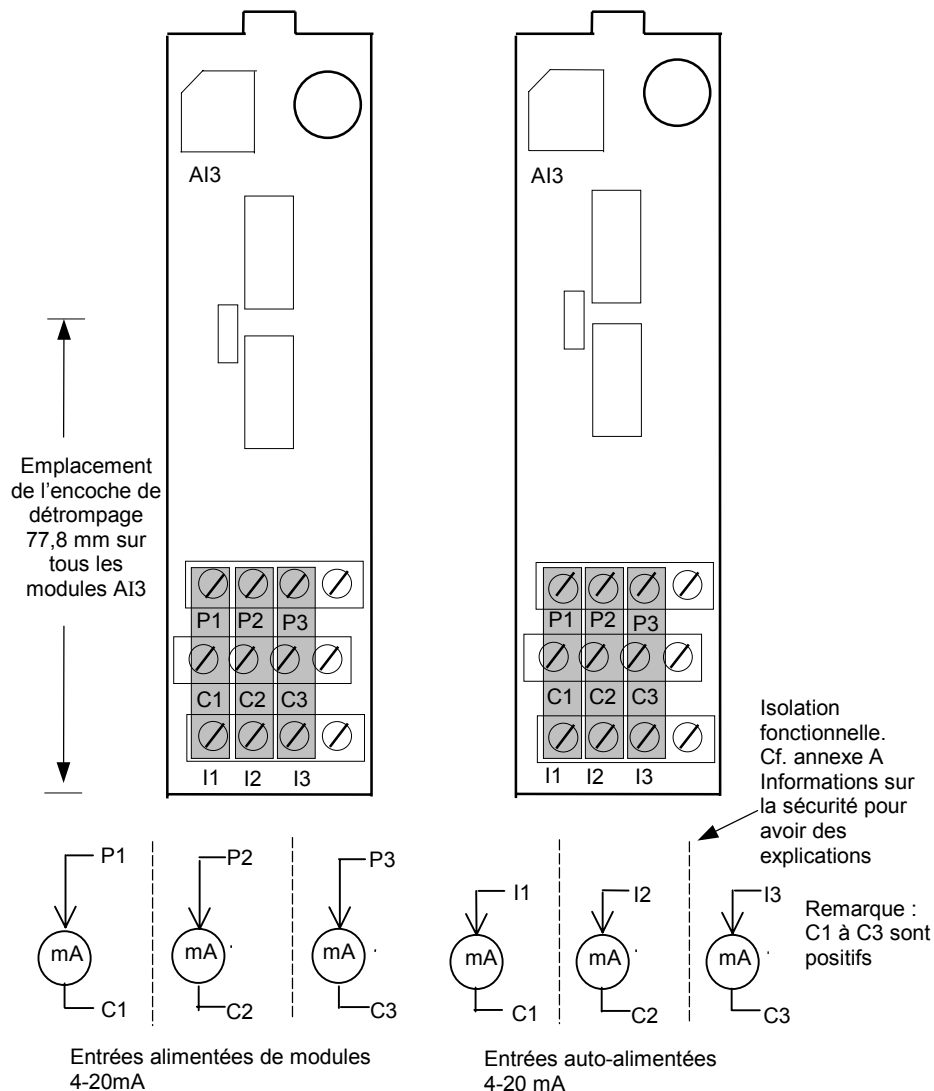 AI3
AI3
Emplacement
de l'encoche de
détrompage
77,8 mm sur
tous les
modules AI3
P1 P2 P3
C1 C2 C3
I1 I2 I3
P1 P2 P3
C1 C2 C3
I1 I2 I3
Isolation
fonctionnelle.
Cf. annexe A
Informations sur
la sécurité pour
avoir des
explications
P1 P2 P3
mA mA mA
C1 C2 C3
Entrées alimentées de modules
4-20mA
I1 I2 I3
mA mA mA
C1 C2 C3
Entrées auto-alimentées
4-20 mA
Remarque :
C1 à C3 sont
positifs